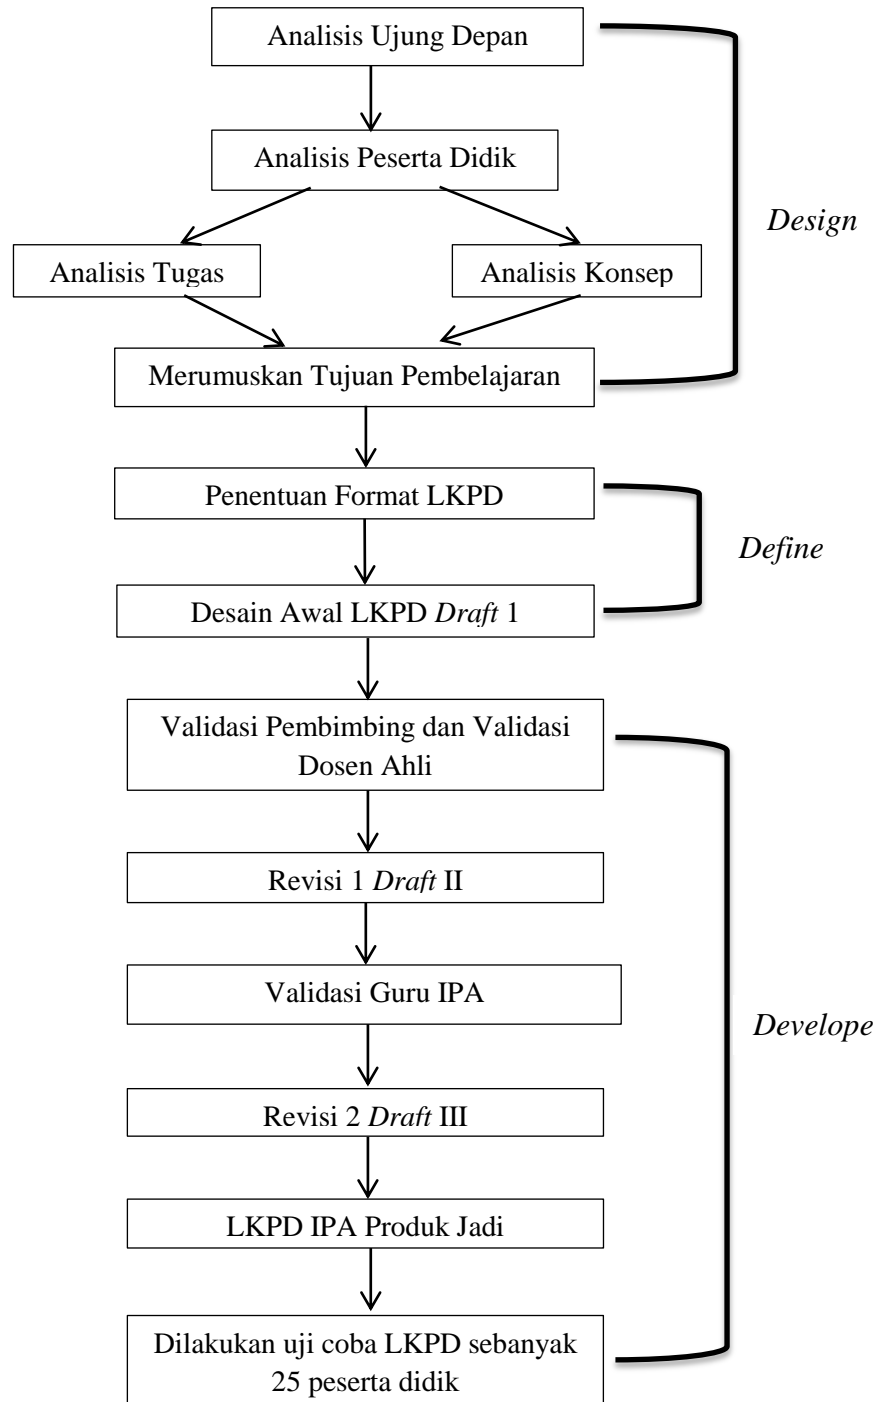 Analisis Ujung Depan
Analisis Peserta Didik
Design
Analisis Tugas
Analisis Konsep
Merumuskan Tujuan Pembelajaran
Penentuan Format LKPD
Define
Desain Awal LKPD Draft 1
Validasi Pembimbing dan Validasi
Dosen Ahli
Revisi 1 Draft II
Validasi Guru IPA
Develope
Revisi 2 Draft III
LKPD IPA Produk Jadi
Dilakukan uji coba LKPD sebanyak
25 peserta didik